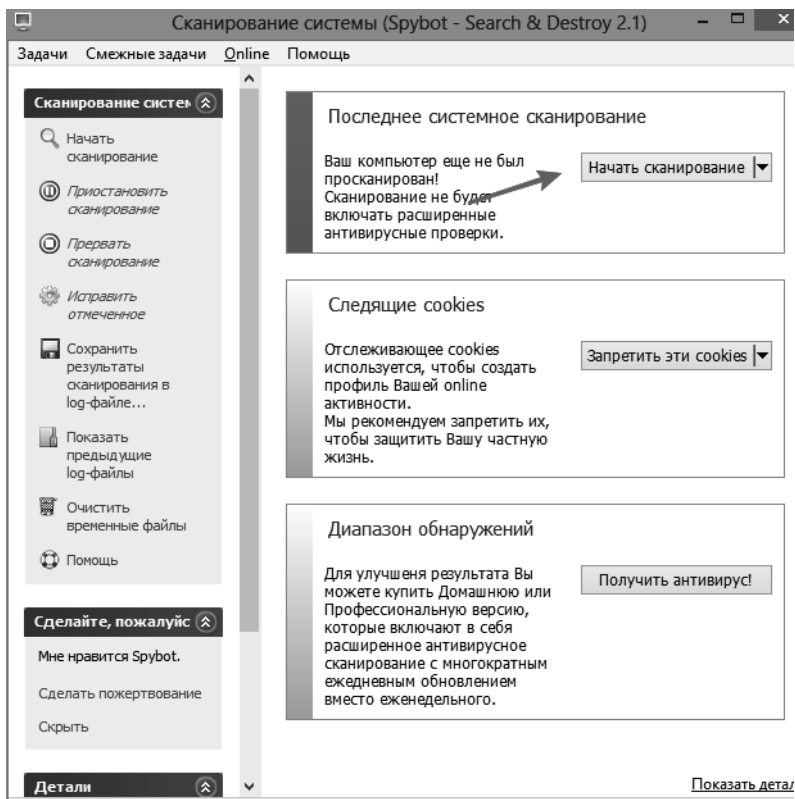 Сканирование системы (Spybot - Search & Destroy 2.1)
Задачи Смежные задачи Online Помощь
Сканирование систем
Начать
сканирование
Приостановить
сканирование
Прервать
сканирование
Исправить
отмеченное
Сохранить
результаты
сканирования в
log-файле...
Показать
предыдущие
log-файлы
Очистить
временные файлы
Помощь
Сделайте, пожалуйс
Мне нравится Spybot.
Сделать пожертвование
Скрыть
Детали
Последнее системное сканирование
Ваш компьютер еще не был
просканирован!
Сканирование не будет
включать расширенные
антивирусные проверки.
Начать сканирование
Следящие cookies
Отслеживающее cookies
используется, чтобы создать
профиль Вашей online
активности.
Мы рекомендуем запретить их,
чтобы защитить Вашу частную
жизнь.
Запретить эти cookies
Диапазон обнаружений
Для улучшеня результата Вы
можете купить Домашнюю или
Профессиональную версию,
которые включают в себя
расширенное антивирусное
сканирование с многократным
ежедневным обновлением
вместо еженедельного.
Получить антивирус!
Показать детал